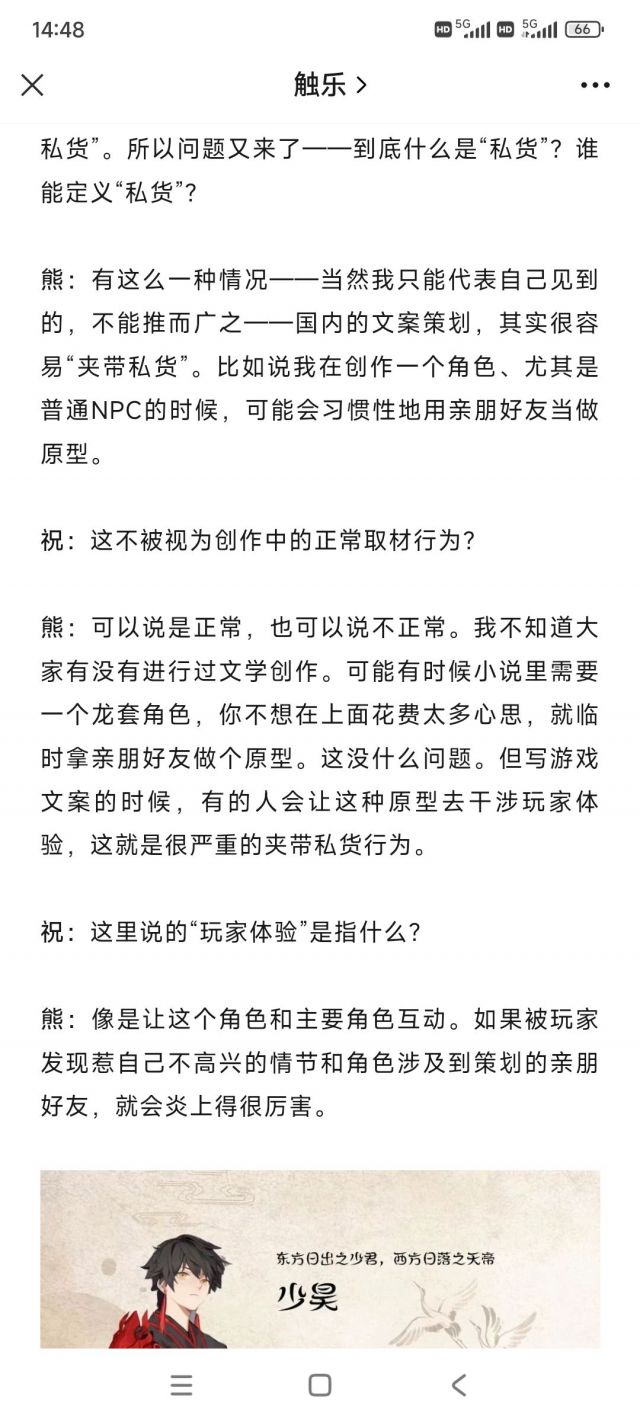 14:48
HD 5G HD 5G 66
触乐
私货”。所以问题又来了——到底什么是“私货”？谁
能定义“私货”？
熊：有这么一种情况——当然我只能代表自己见到
的，不能推而广之——国内的文案策划，其实很容
易“夹带私货”。比如说我在创作一个角色、尤其是
普通NPC的时候，可能会习惯性地用亲朋好友当做
原型。
祝：这不被视为创作中的正常取材行为？
熊：可以说是正常，也可以说不正常。我不知道大
家有没有进行过文学创作。可能有时候小说里需要
一个龙套角色，你不想在上面花费太多心思，就临
时拿亲朋好友做个原型。这没什么问题。但写游戏
文案的时候，有的人会让这种原型去干涉玩家体
验，这就是很严重的夹带私货行为。
祝：这里说的“玩家体验”是指什么？
熊：像是让这个角色和主要角色互动。如果被玩家
发现惹自己不高兴的情节和角色涉及到策划的亲朋
好友，就会炎上得很厉害。
东方日出之少君，西方日落之天帝
少昊